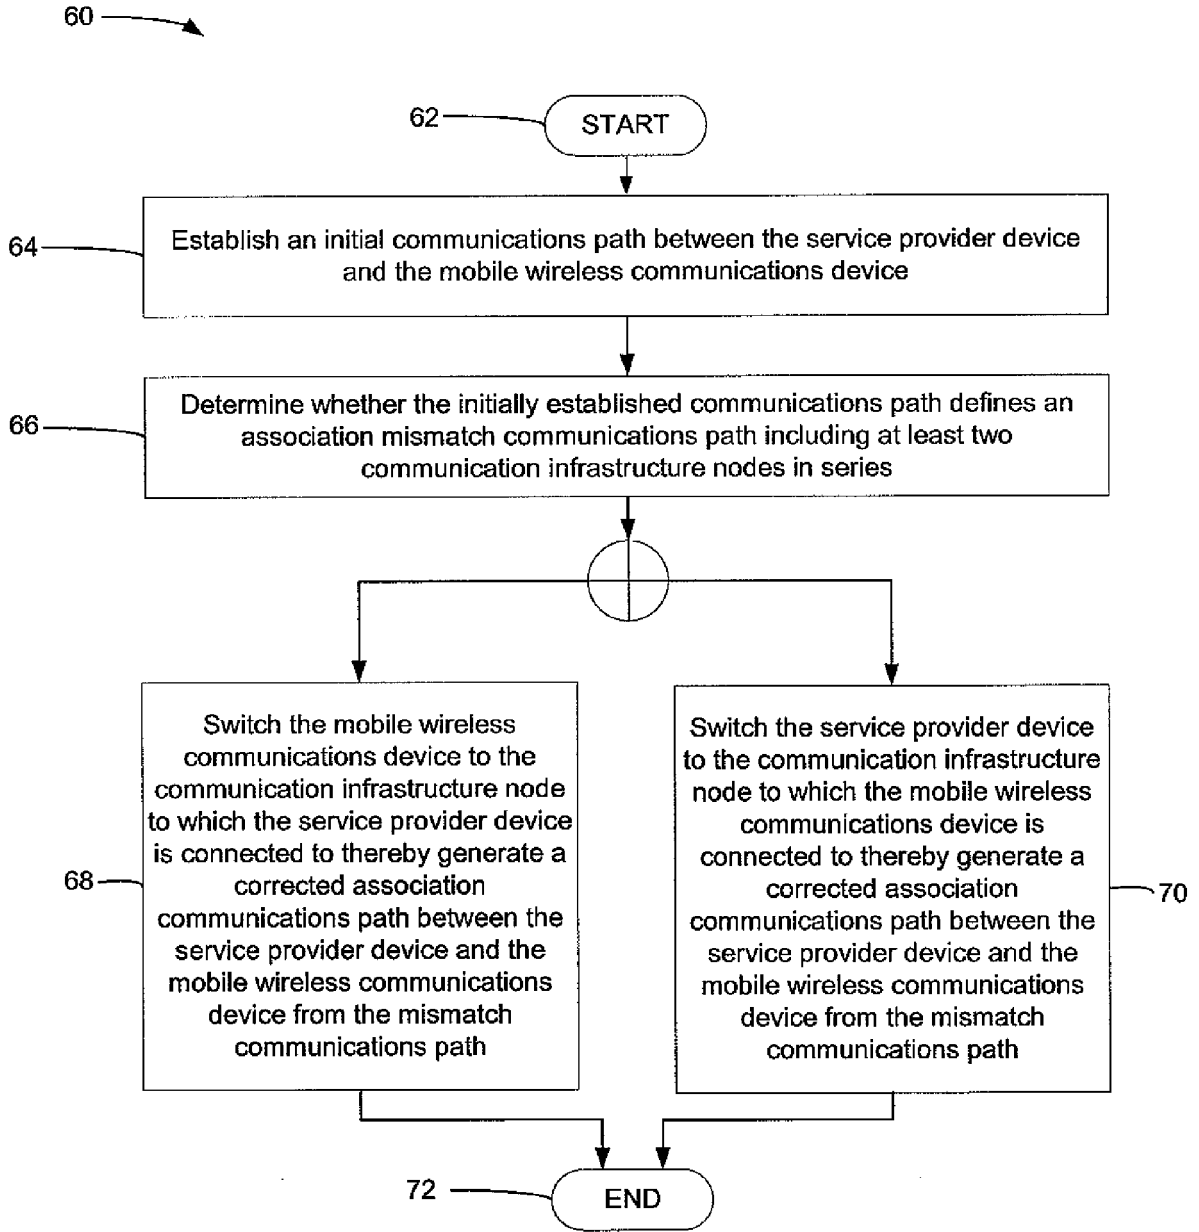 60
62
START
64
Establish an initial communications path between the service provider device
and the mobile wireless communications device
66
Determine whether the initially established communications path defines an
association mismatch communications path including at least two
communication infrastructure nodes in series
68
Switch the mobile wireless
communications device to the
communication infrastructure node
to which the service provider device
is connected to thereby generate a
corrected association
communications path between the
service provider device and the
mobile wireless communications
device from the mismatch
communications path
Switch the service provider device
to the communication infrastructure
node to which the mobile wireless
communications device is
connected to thereby generate a
corrected association
communications path between the
service provider device and the
mobile wireless communications
device from the mismatch
communications path
70
72
END